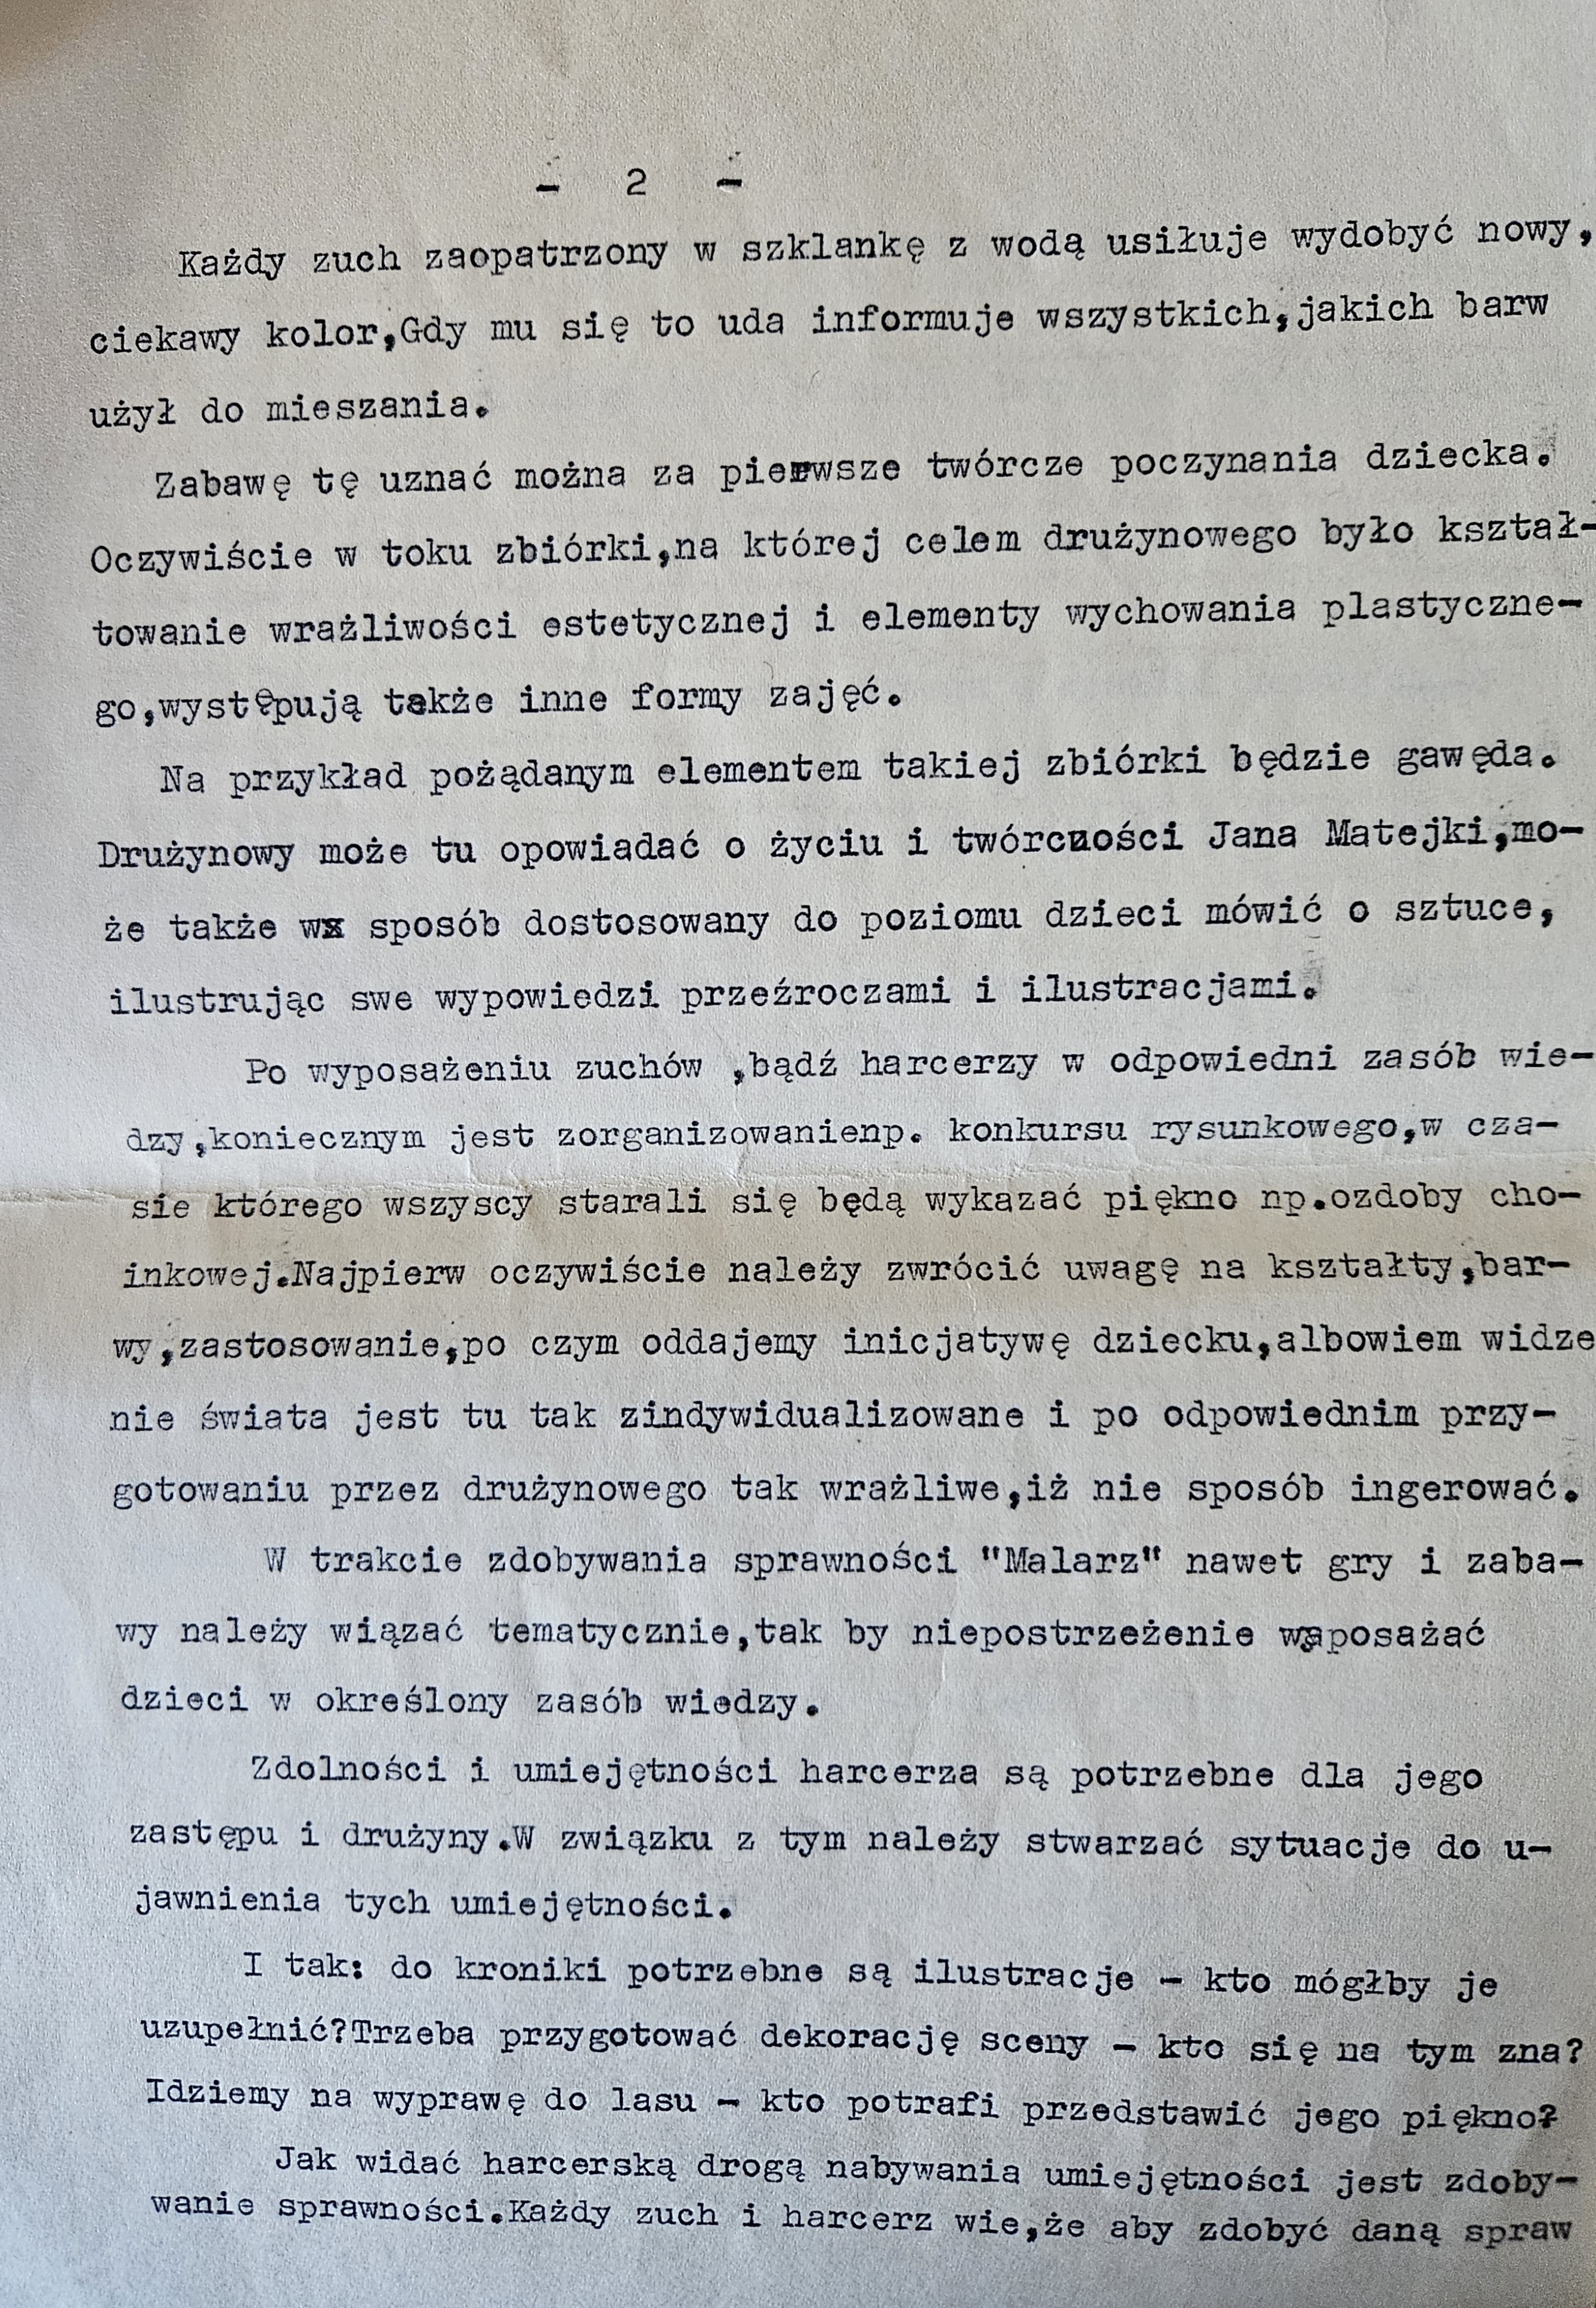 - 2 -
Każdy zuch zaopatrzony w szklankę z wodą usiłuje wydobyć nowy,
ciekawy kolor,Gdy mu się to uda informuje wszystkich,jakich barw
użył do mieszania.
Zabawę tę uznać można za pierwsze twórcze poczynania dziecka.
Oczywiście w toku zbiórki,na której celem drużynowego było kształ-
towanie wrażliwości estetycznej i elementy wychowania plastyczne-
go,występują także inne formy zajęć.
Na przykład pożądanym elementem takiej zbiórki będzie gawęda.
Drużynowy może tu opowiadać o życiu i twórczości Jana Matejki,mo-
że także wx sposób dostosowany do poziomu dzieci mówić o sztuce,
ilustrując swe wypowiedzi przeźroczami i ilustracjami.
Po wyposażeniu zuchów ,bądź harcerzy w odpowiedni zasób wie-
dzy,koniecznym jest zorganizowanienp. konkursu rysunkowego,w cza-
sie którego wszyscy starali się będą wykazać piękno np.ozdoby cho-
inkowej.Najpierw oczywiście należy zwrócić uwagę na kształty,bar-
wy,zastosowanie,po czym oddajemy inicjatywę dziecku,albowiem widze
nie świata jest tu tak zindywidualizowane i po odpowiednim przy-
gotowaniu przez drużynowego tak wrażliwe,iż nie sposób ingerować.
W trakcie zdobywania sprawności "Malarz" nawet gry i zaba-
wy należy wiązać tematycznie,tak by niepostrzeżenie wyposażać
dzieci w określony zasób wiedzy.
Zdolności i umiejętności harcerza są potrzebne dla jego
zastępu i drużyny.W związku z tym należy stwarzać sytuacje do u-
jawnienia tych umiejętności.
I tak: do kroniki potrzebne są ilustracje - kto mógłby je
uzupełnić?Trzeba przygotować dekorację sceny - kto się na tym zna?
Idziemy na wyprawę do lasu - kto potrafi przedstawić jego piękno?
Jak widać harcerską drogą nabywania umiejętności jest zdoby-
wanie sprawności.Każdy zuch i harcerz wie,że aby zdobyć daną spraw